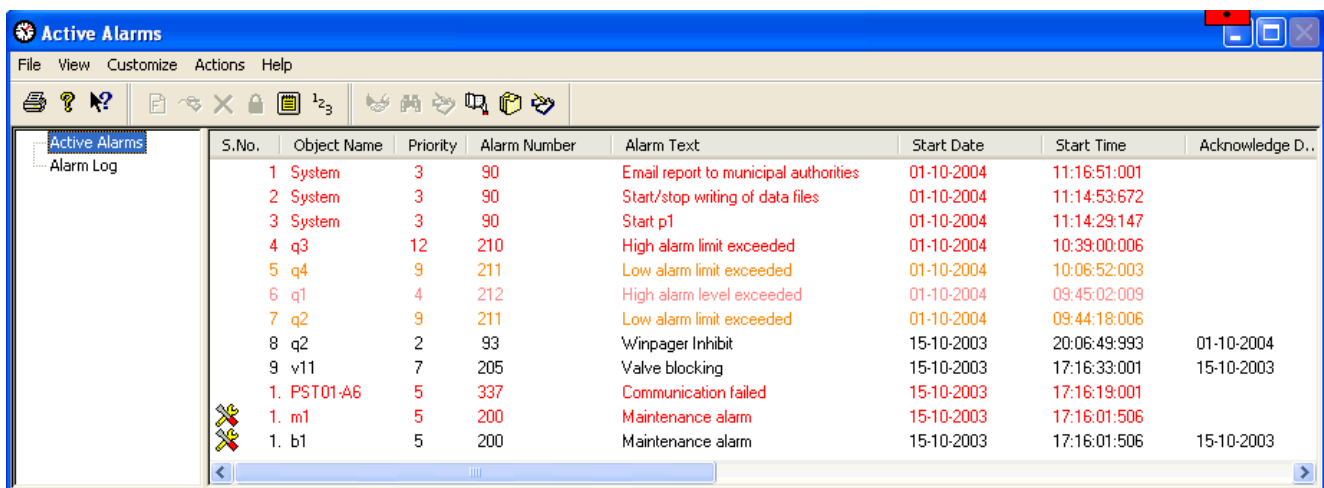 Active Alarms
File View Customize Actions Help
Active Alarms
Alarm Log
S.No. Object Name Priority Alarm Number Alarm Text Start Date Start Time Acknowledge D..
1 System 3 90 Email report to municipal authorities 01-10-2004 11:16:51:001
2 System 3 90 Start/stop writing of data files 01-10-2004 11:14:53:672
3 System 3 90 Start p1 01-10-2004 11:14:29:147
4 q3 12 210 High alarm limit exceeded 01-10-2004 10:39:00:006
5 q4 9 211 Low alarm limit exceeded 01-10-2004 10:06:52:003
6 q1 4 212 High alarm level exceeded 01-10-2004 09:45:02:009
7 q2 9 211 Low alarm limit exceeded 01-10-2004 09:44:18:006
8 q2 2 93 Winpager Inhibit 15-10-2003 20:06:49:993 01-10-2004
9 v11 7 205 Valve blocking 15-10-2003 17:16:33:001 15-10-2003
1. PST01-A6 5 337 Communication failed 15-10-2003 17:16:19:001
1. m1 5 200 Maintenance alarm 15-10-2003 17:16:01:506
1. b1 5 200 Maintenance alarm 15-10-2003 17:16:01:506 15-10-2003